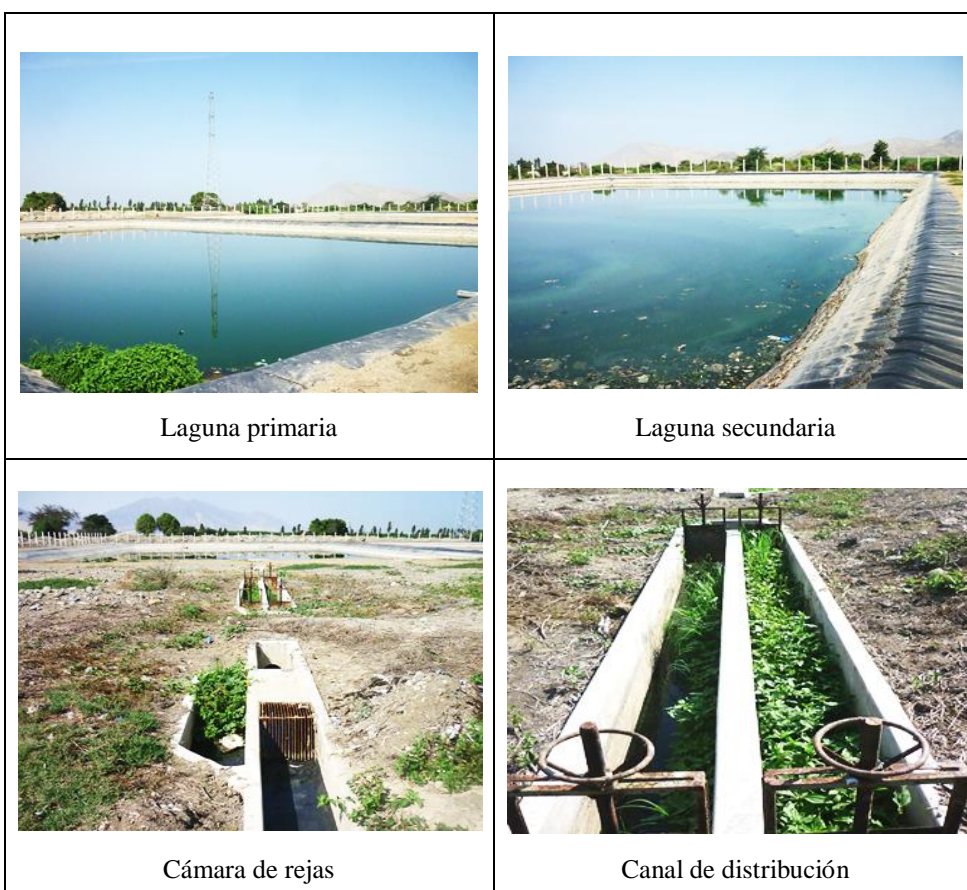 Laguna primaria
Laguna secundaria
Cámara de rejas
Canal de distribución